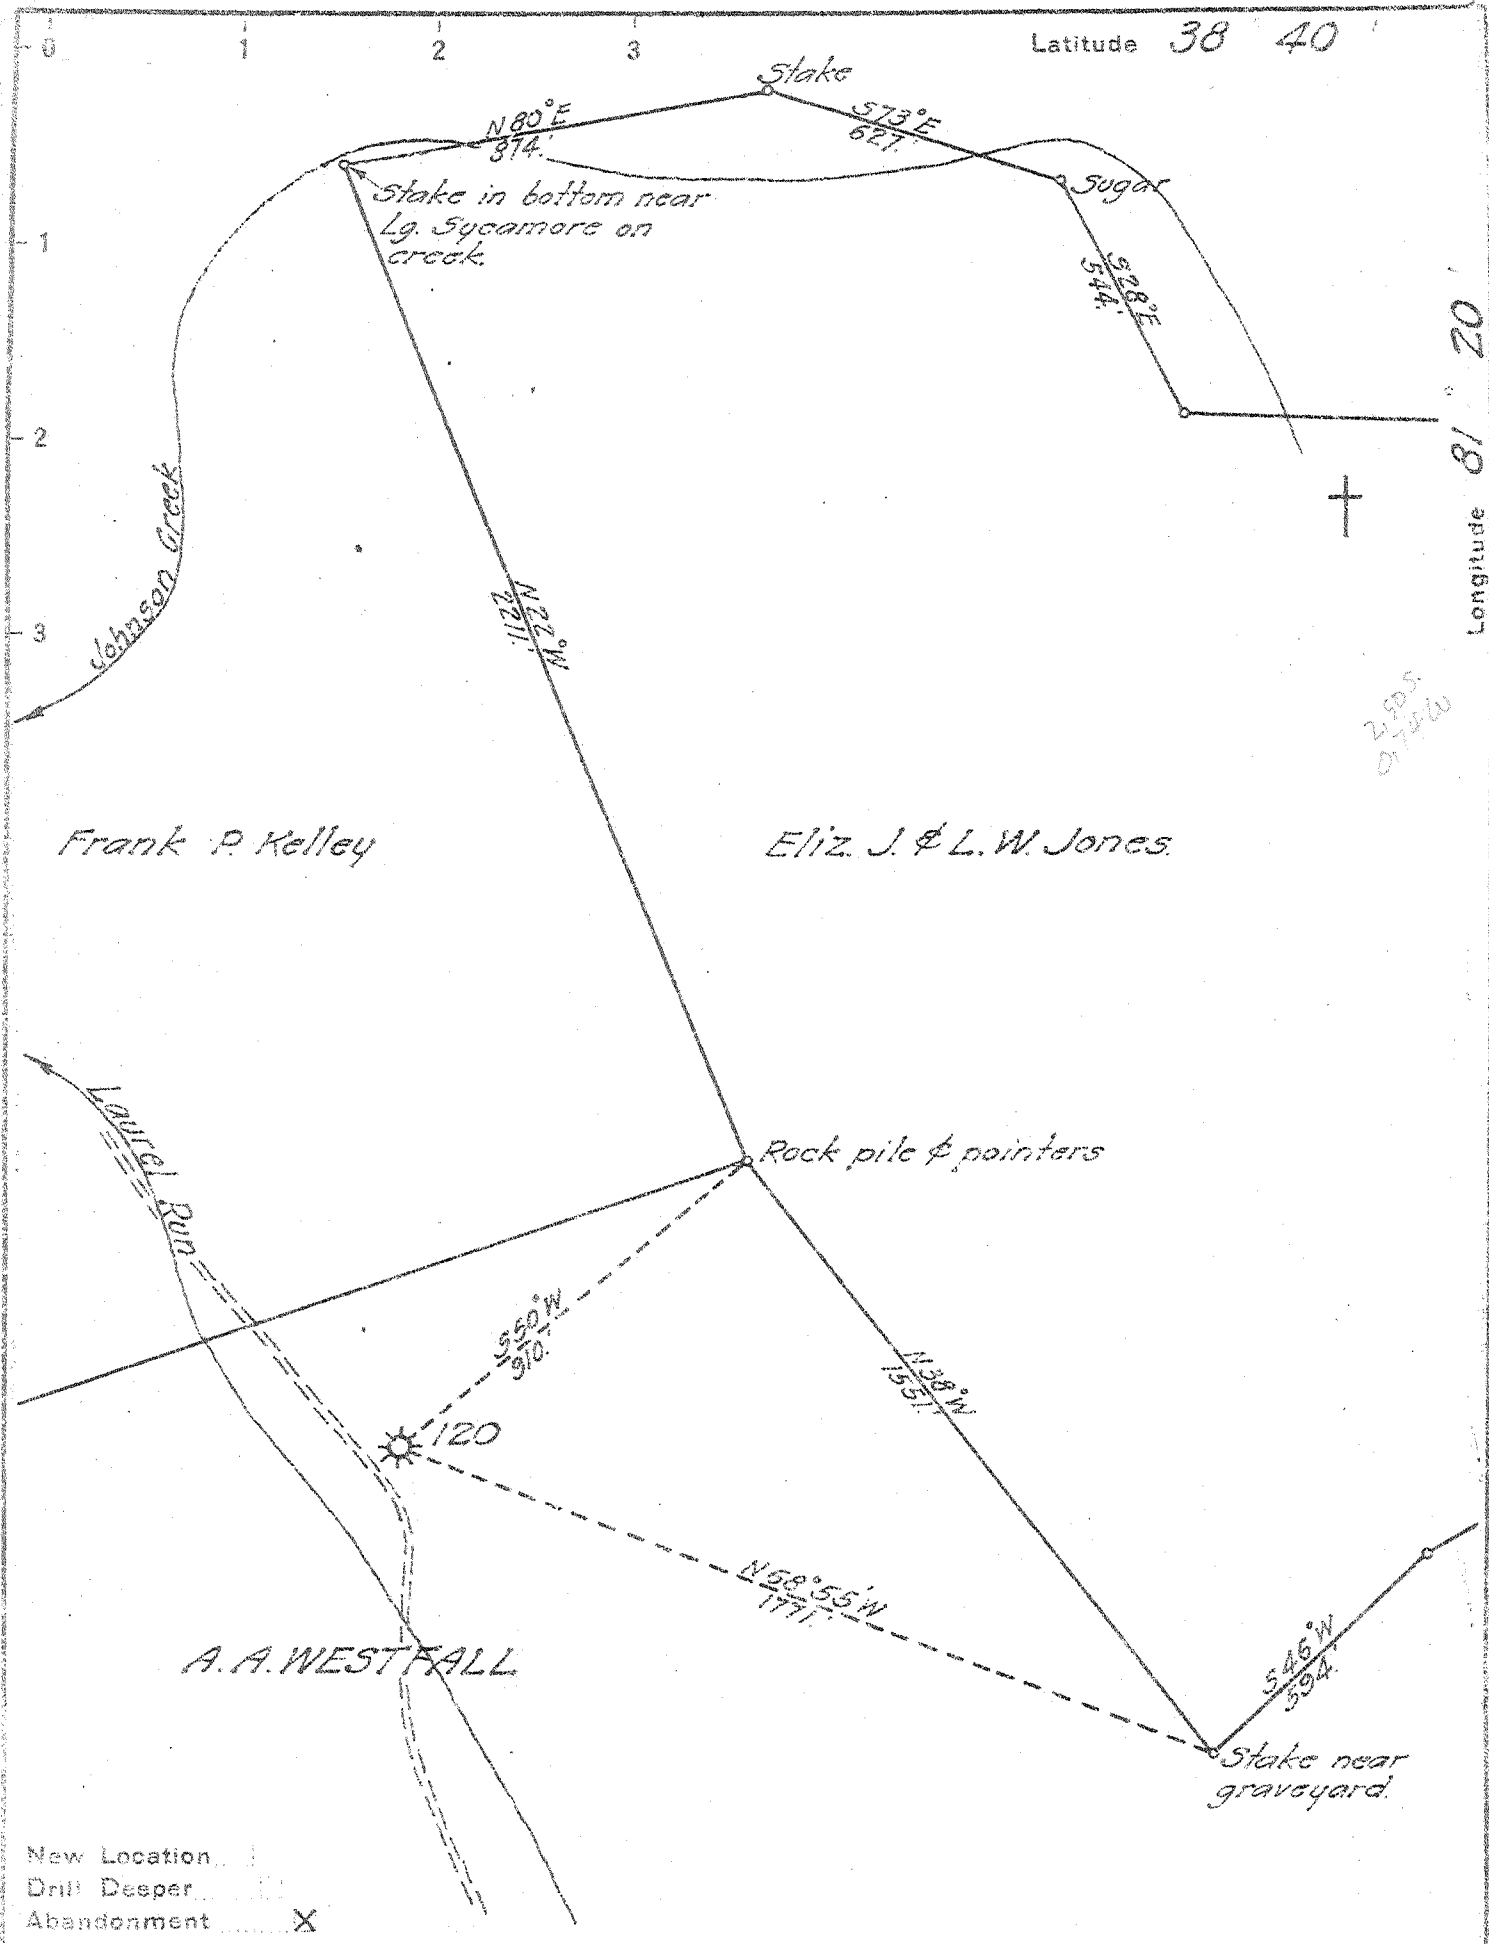 0 1 2 3 Latitude 38 40'
Stake
N80°E
874.'
S73°E
627.'
Sugar
Stake in bottom near
Lg. Sycamore on
creek.
1
S28°E
544.'
Longitude 81° 20'
2
Johnson Creek
3
N22°W
2211.'
Frank P. Kelley
Eliz. J. & L.W. Jones.
Laurel Run
Rock pile & pointers
S50°W
910.'
N38°W
1551.'
120
N68°55'W
1771.'
A.A. WESTFALL
S46°W
594.'
Stake near
graveyard.
New Location
Drill Deeper
Abandonment X